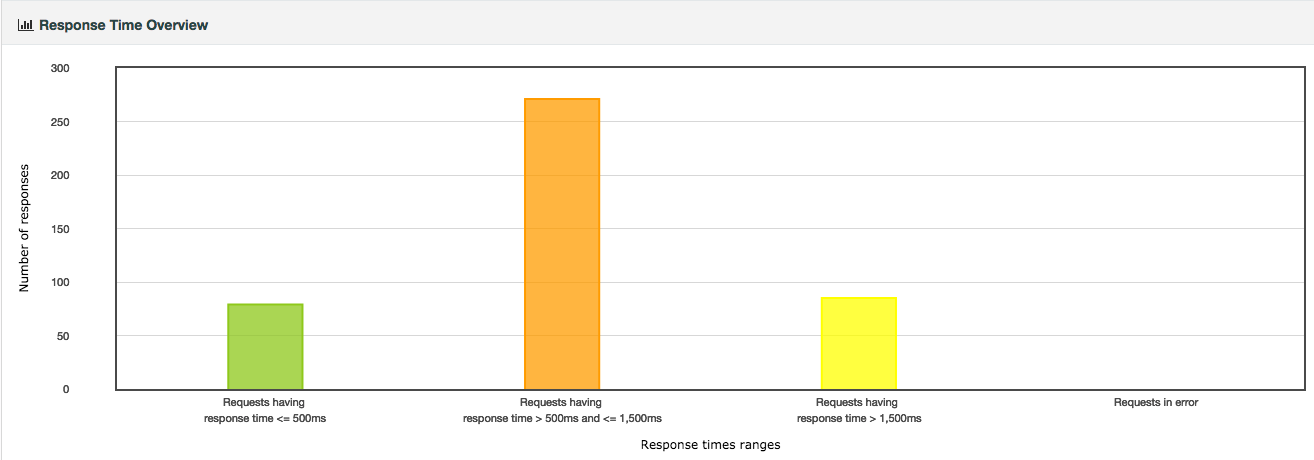 Response Time Overview
300
250
200
150
100
50
0
Number of responses
Requests having
response time <= 500ms
Requests having
response time > 500ms and <= 1,500ms
Requests having
response time > 1,500ms
Requests in error
Response times ranges